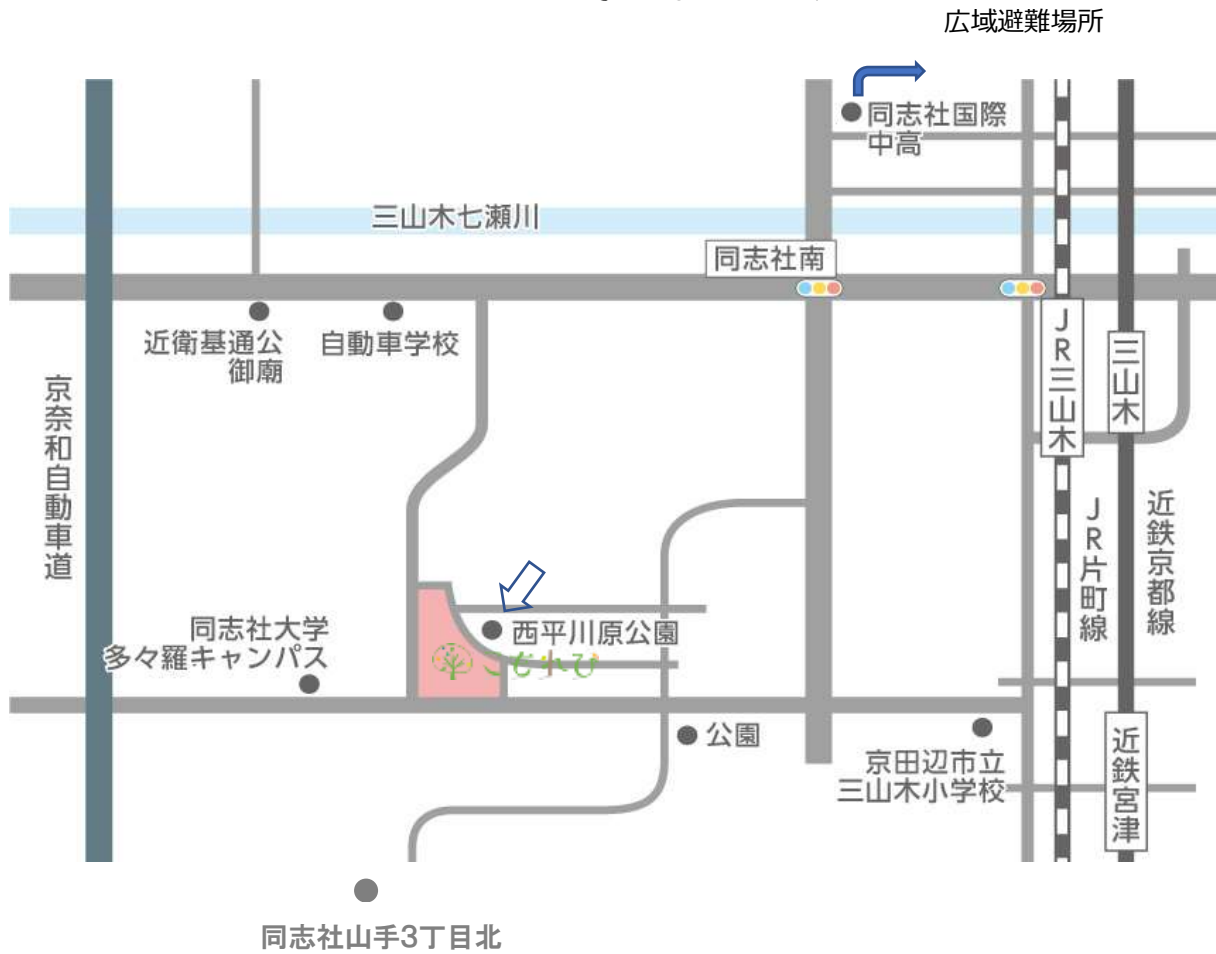 広域避難場所
同志社国際
中高
三山木七瀬川
同志社南
近衛基通公
御廟
自動車学校
JR三山木
三山木
京奈和自動車道
JR片町線
近鉄京都線
同志社大学
多々羅キャンパス
西平川原公園
こもれび
公園
京田辺市立
三山木小学校
近鉄宮津
同志社山手3丁目北